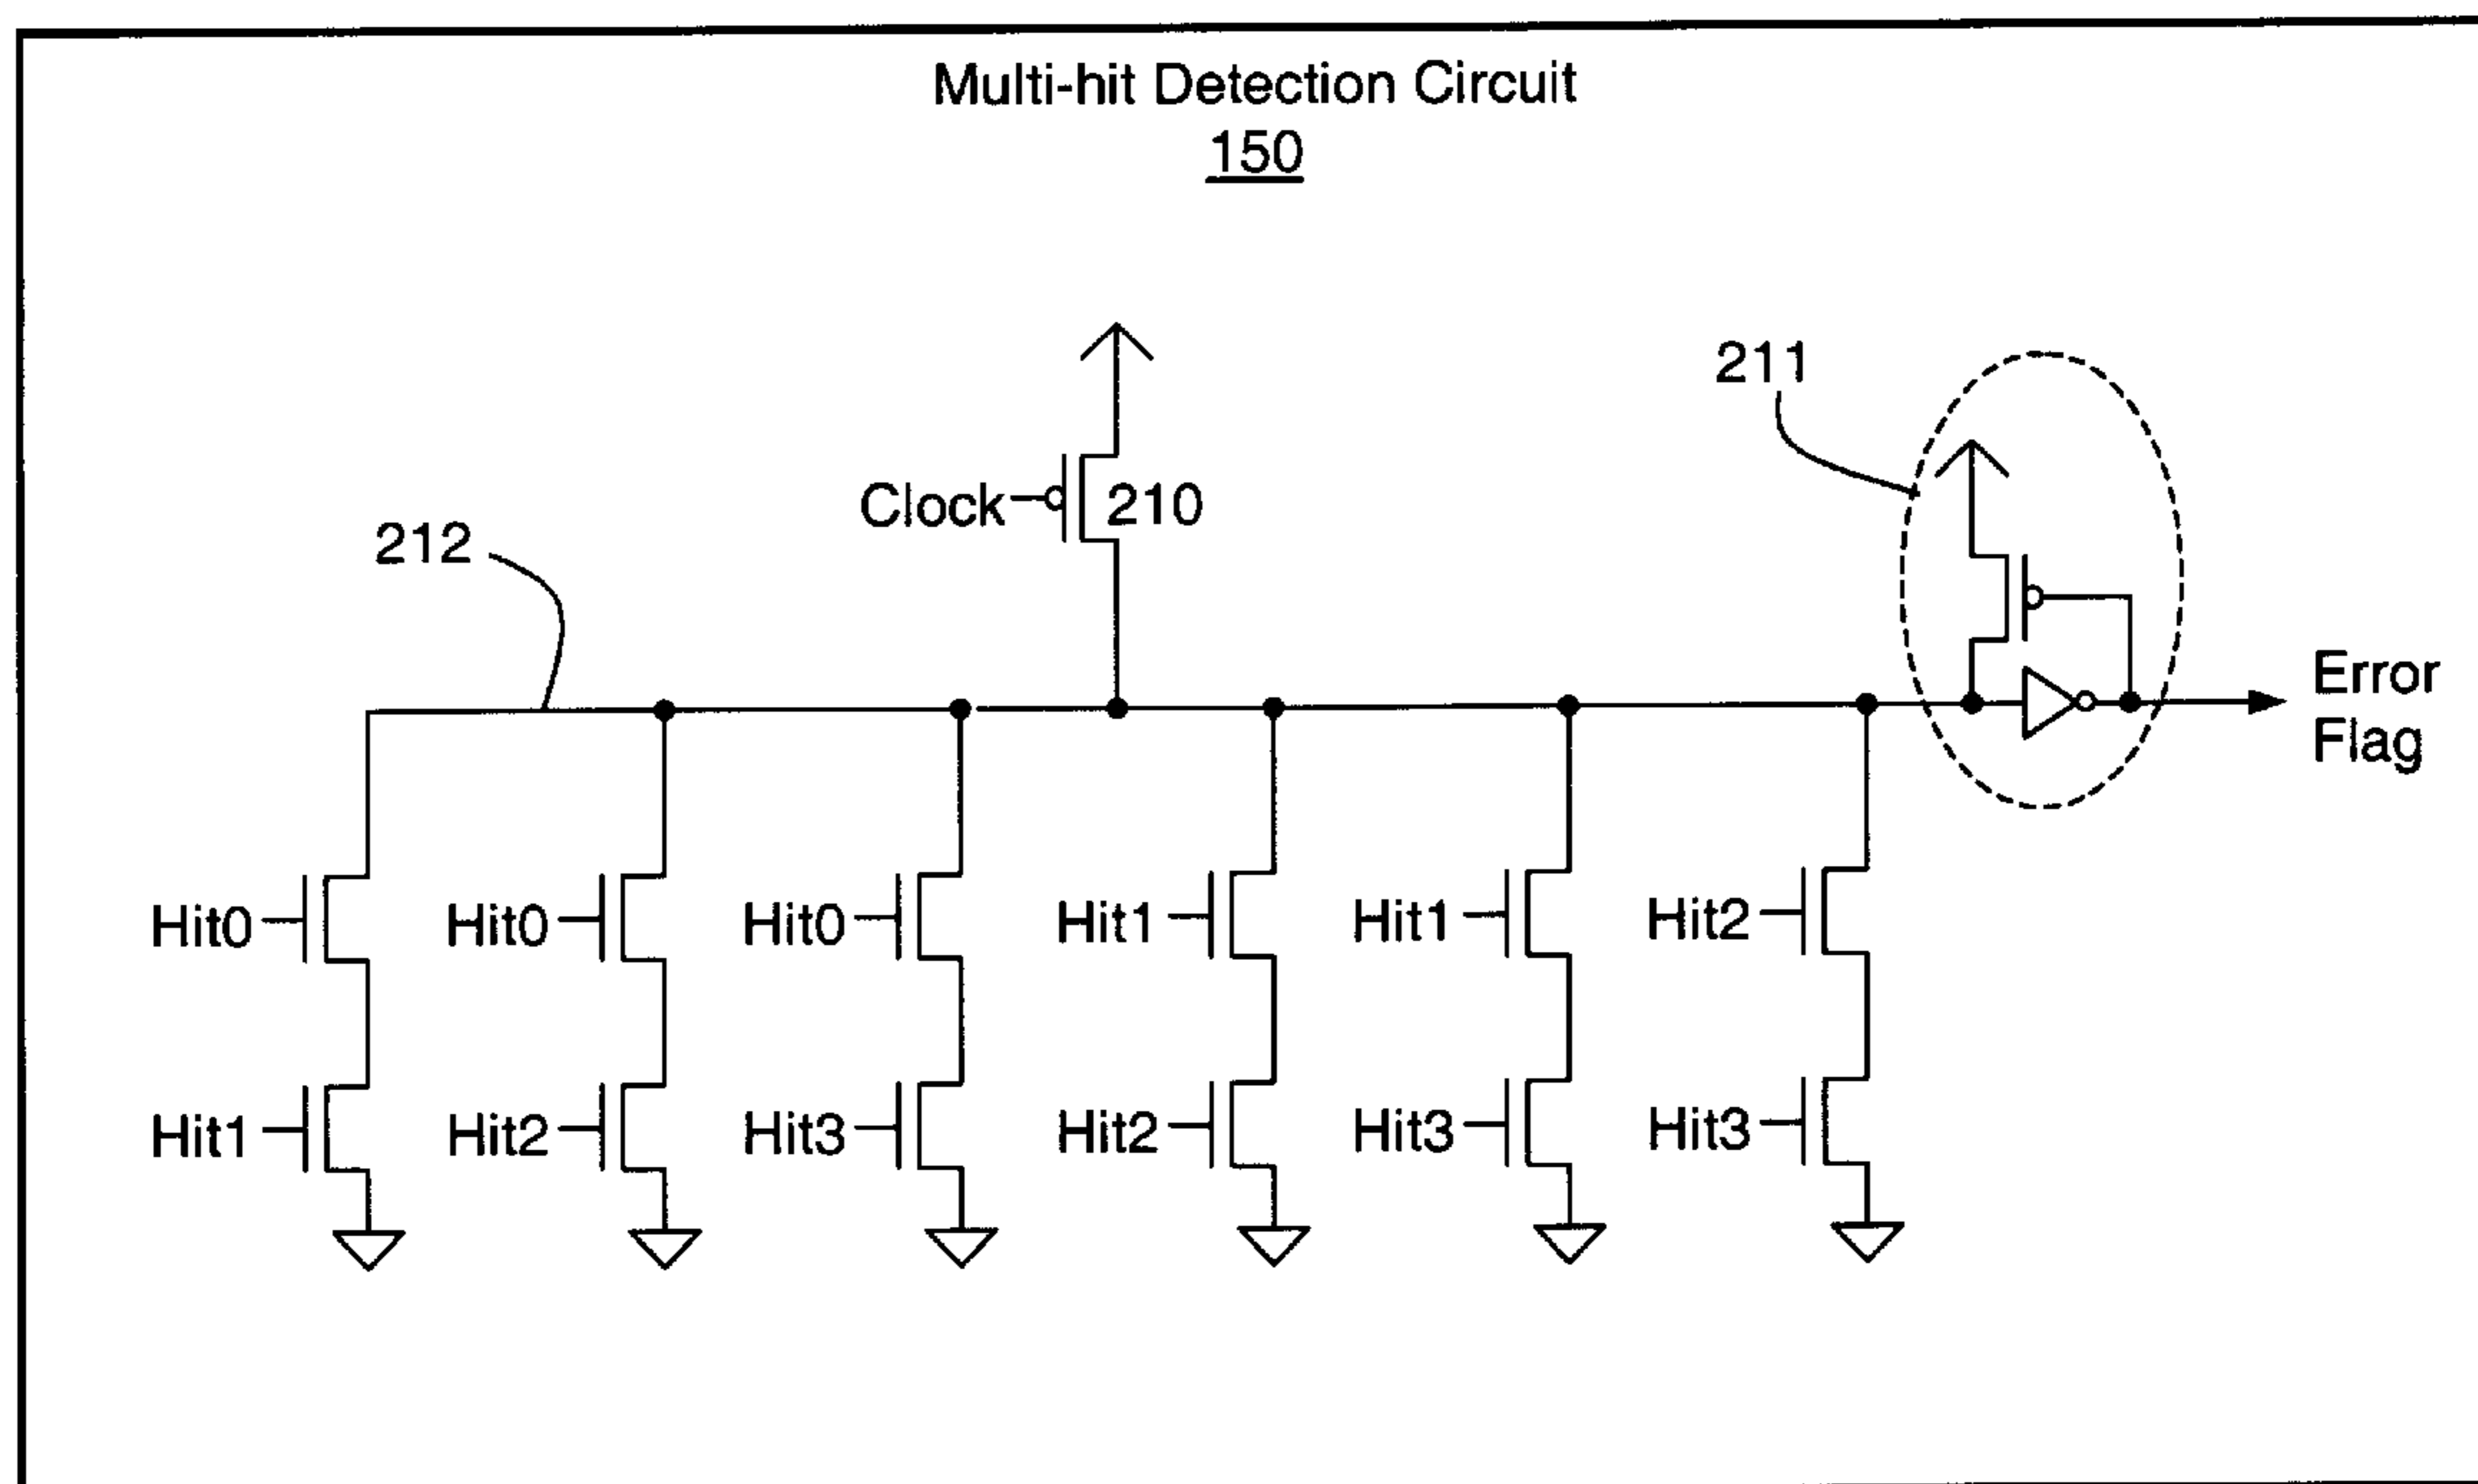 Multi-hit Detection Circuit
150
211
Clock
210
212
Error
Flag
Hit0
Hit0
Hit0
Hit1
Hit1
Hit2
Hit1
Hit2
Hit3
Hit2
Hit3
Hit3